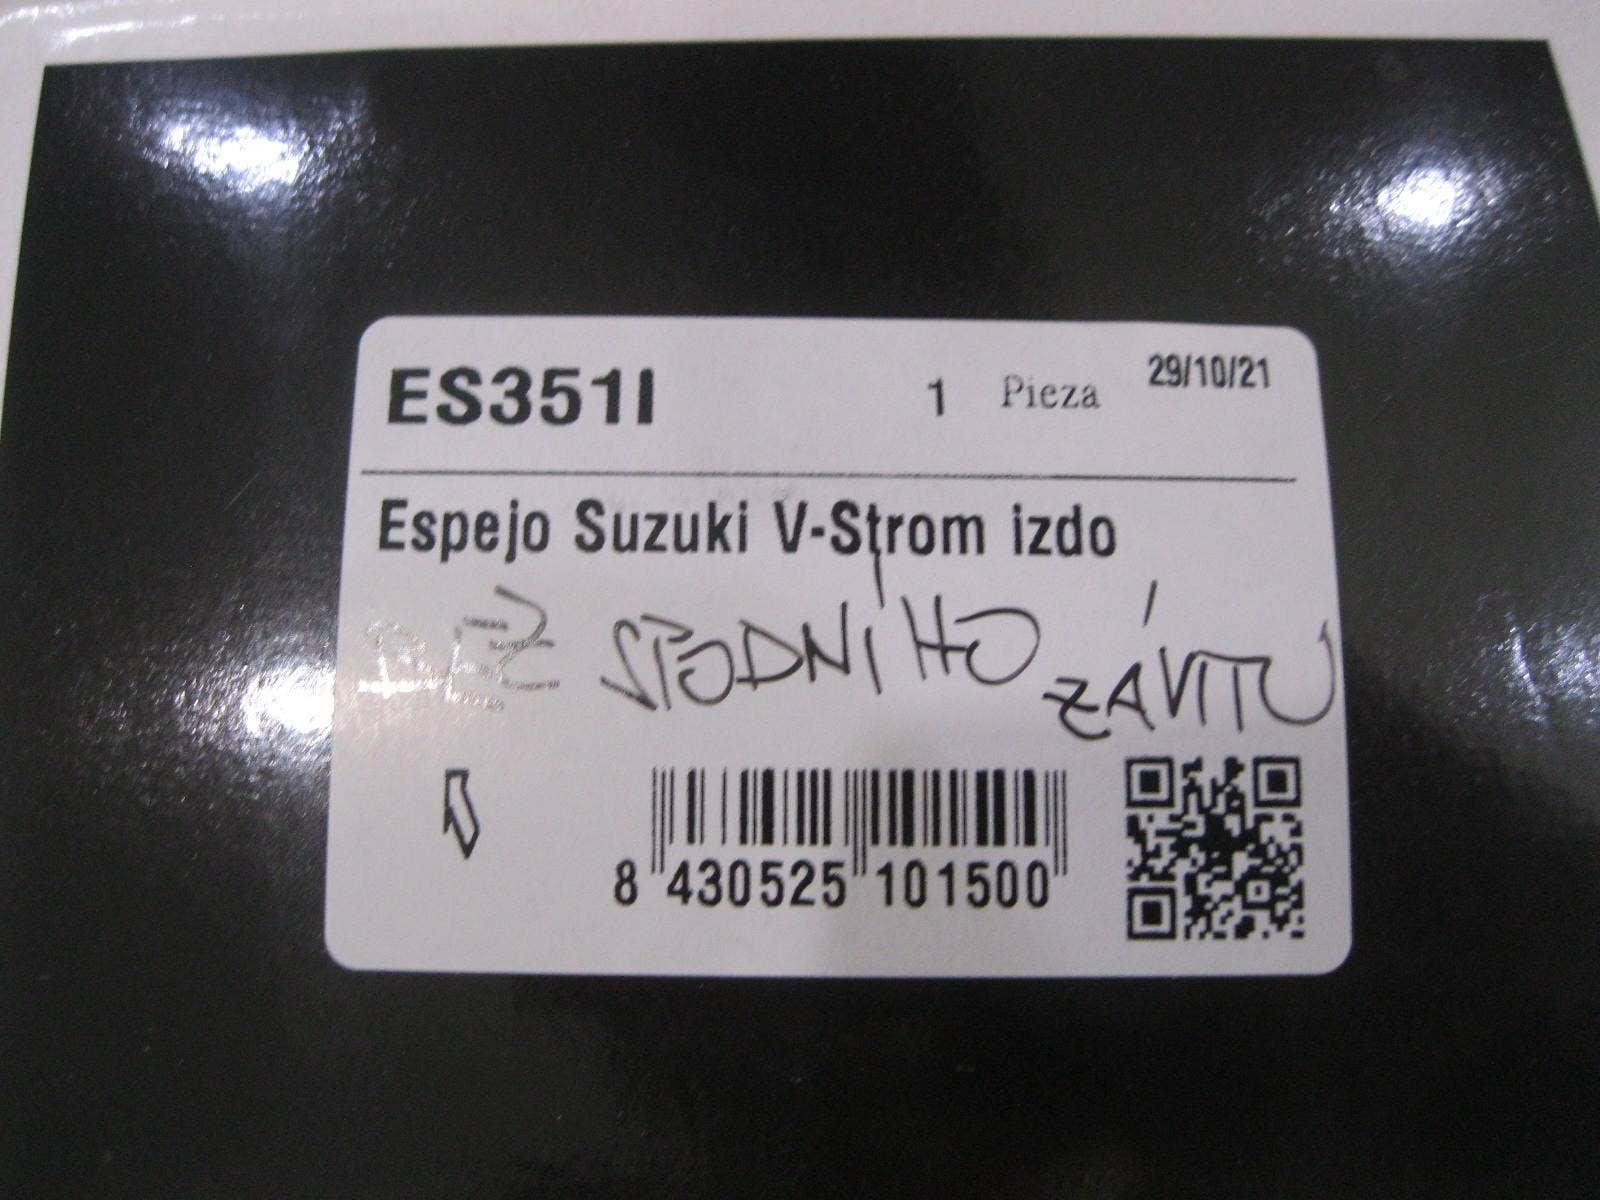 ES351I 1 Pieza 29/10/21
Espejo Suzuki V-Strom izdo
BEZ SPODNÍHO ZÁVITU
8 430525 101500